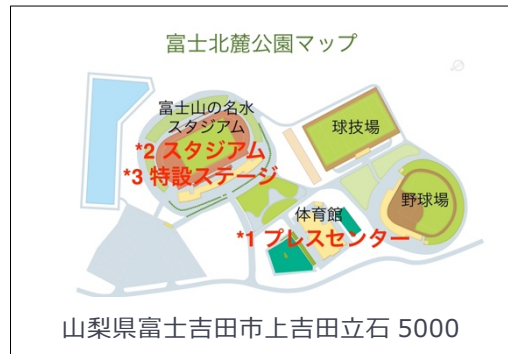 富士北麓公園マップ
富士山の名水
スタジアム
*2 スタジアム
*3 特設ステージ
球技場
野球場
体育館
*1 プレスセンター
山梨県富士吉田市上吉田立石 5000